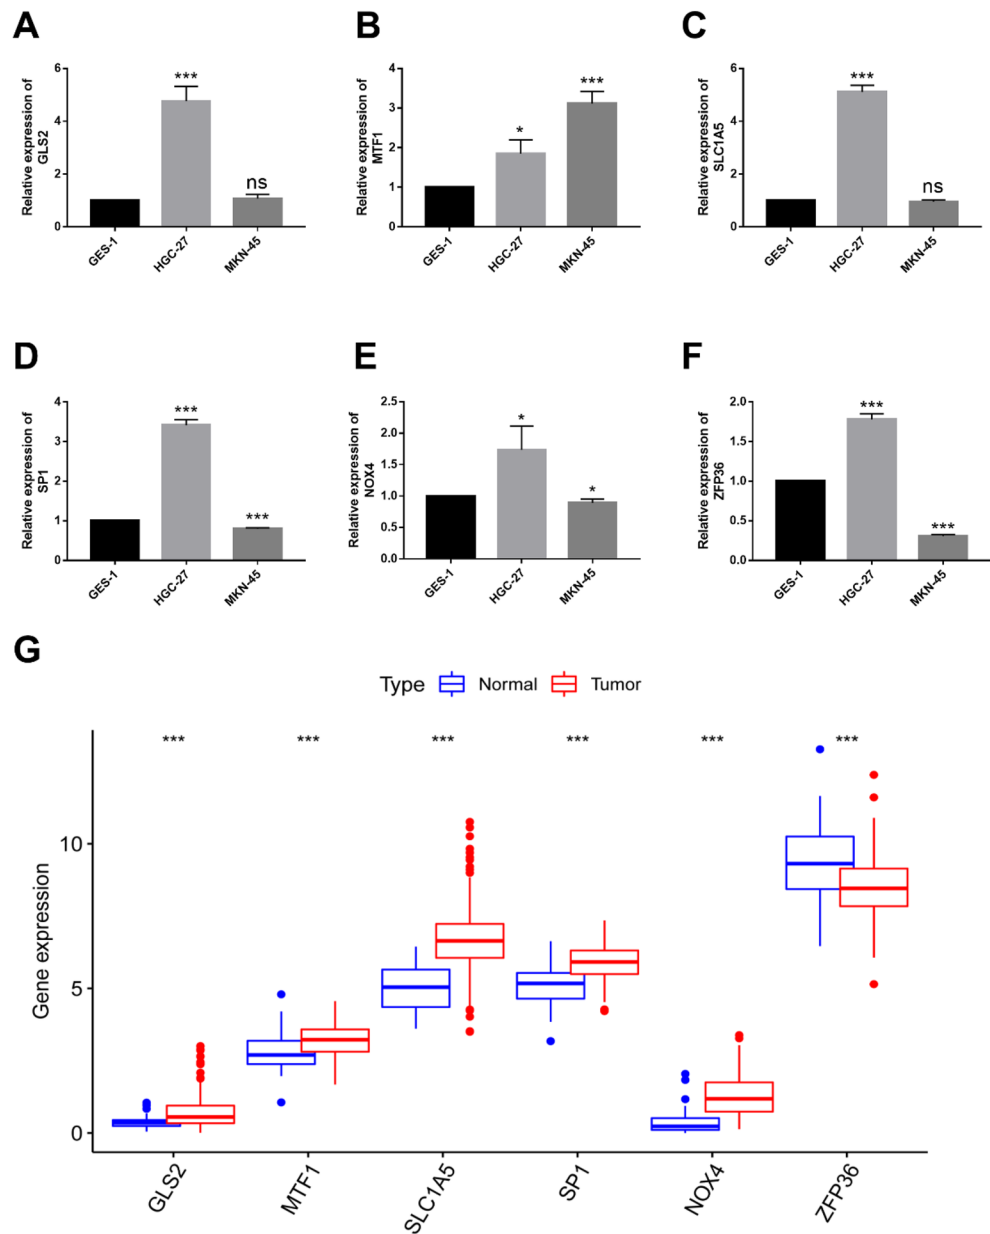 A
Relative expression of
GLS2
6
4
2
0
***
ns
GES-1
HGC-27
MKN-45
B
Relative expression of
MTF1
4
3
2
1
0
*
***
GES-1
HGC-27
MKN-45
C
Relative expression of
SLC1A5
6
4
2
0
***
ns
GES-1
HGC-27
MKN-45
D
Relative expression of
SP1
4
3
2
1
0
***
***
GES-1
HGC-27
MKN-45
E
Relative expression of
NOX4
2.5
2.0
1.5
1.0
0.5
0.0
*
*
GES-1
HGC-27
MKN-45
F
Relative expression of
ZFP36
2.0
1.5
1.0
0.5
0.0
***
***
GES-1
HGC-27
MKN-45
G
Type Normal Tumor
*** *** *** *** *** ***
Gene expression
10
5
0
GLS2
MTF1
SLC1A5
SP1
NOX4
ZFP36